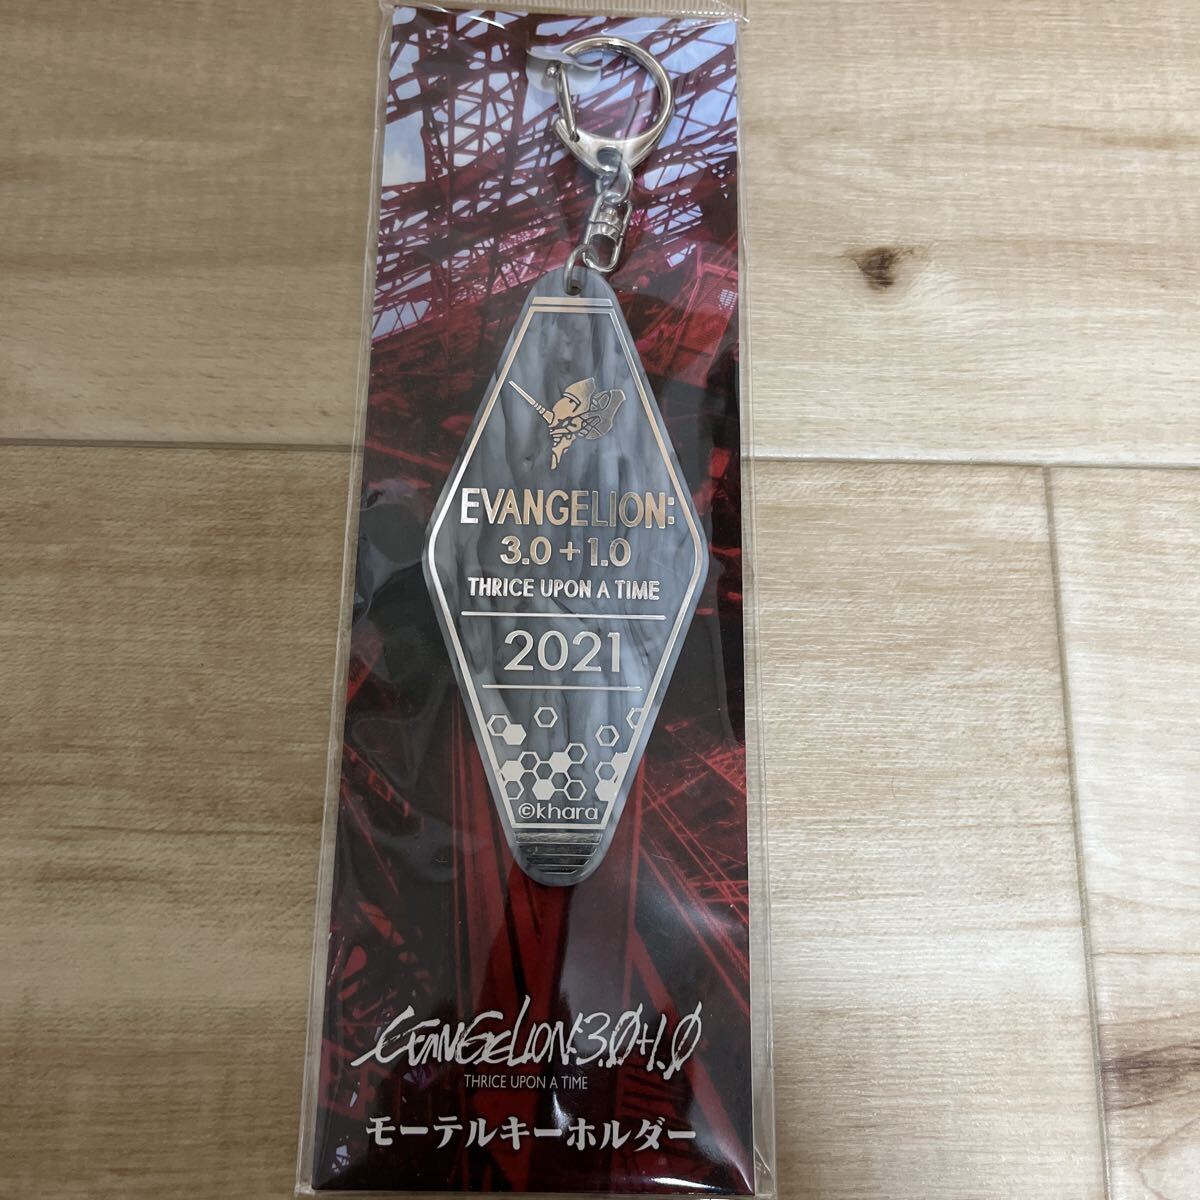 EVANGELION:
3.0+1.0
THRICE UPON A TIME
2021
©khara
EVANGELION:3.0+1.0
THRICE UPON A TIME
モーテルキーホルダー